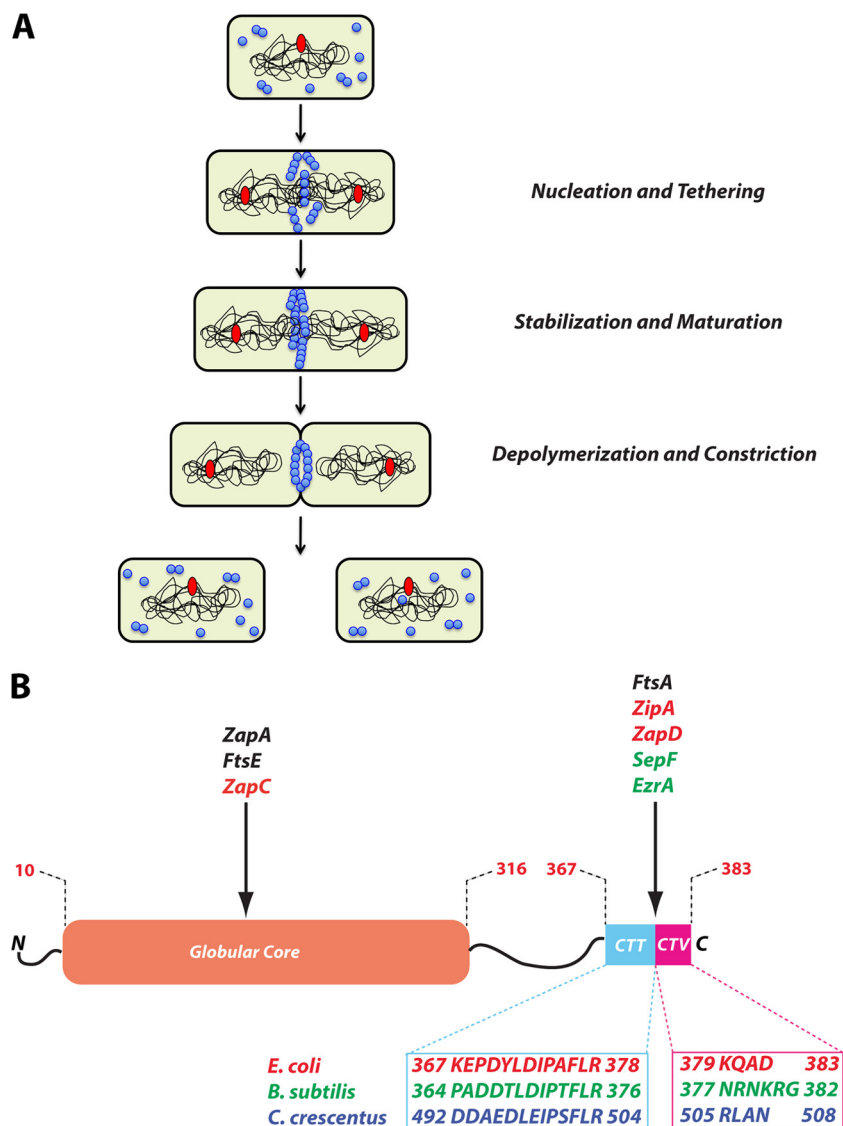 A
Nucleation and Tethering
Stabilization and Maturation
Depolymerization and Constriction
B
FtsA
ZipA
ZapD
SepF
EzrA
ZapA
FtsE
ZapC
10
316
367
383
N
Globular Core
CTT
CTV
C
E. coli 367 KEPDYLDIPAFLR 378 379 KQAD 383
B. subtilis 364 PADDTLDIPTFLR 376 377 NRNKRG 382
C. crescentus 492 DDAEDLEIPSFLR 504 505 RLAN 508